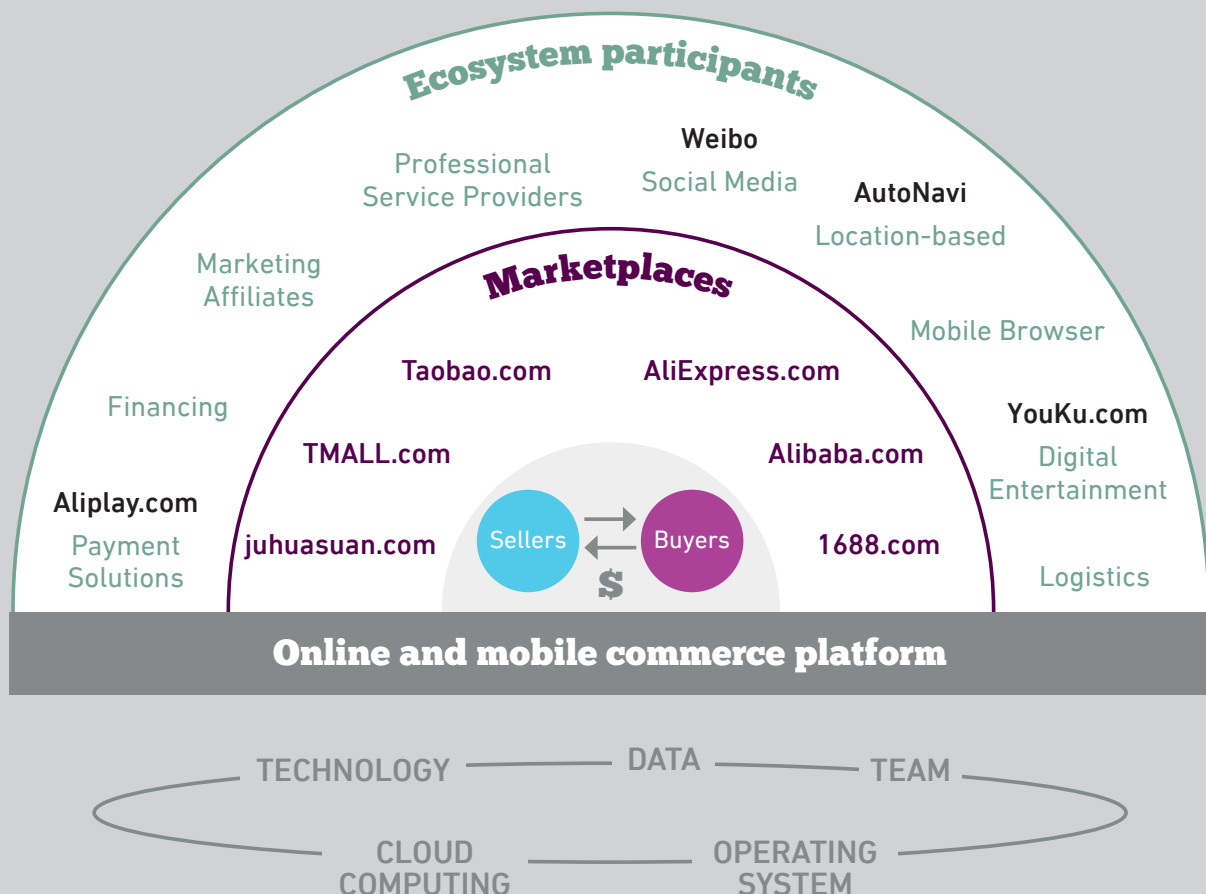 Ecosystem participants
Weibo
Social Media
Professional
Service Providers
AutoNavi
Location-based
Marketing
Affiliates
Marketplaces
Mobile Browser
Taobao.com
AliExpress.com
Financing
YouKu.com
Digital
Entertainment
TMALL.com
Alibaba.com
Aliplay.com
Payment
Solutions
juhuasuan.com
Sellers
Buyers
$
1688.com
Logistics
Online and mobile commerce platform
TECHNOLOGY
DATA
TEAM
CLOUD
COMPUTING
OPERATING
SYSTEM